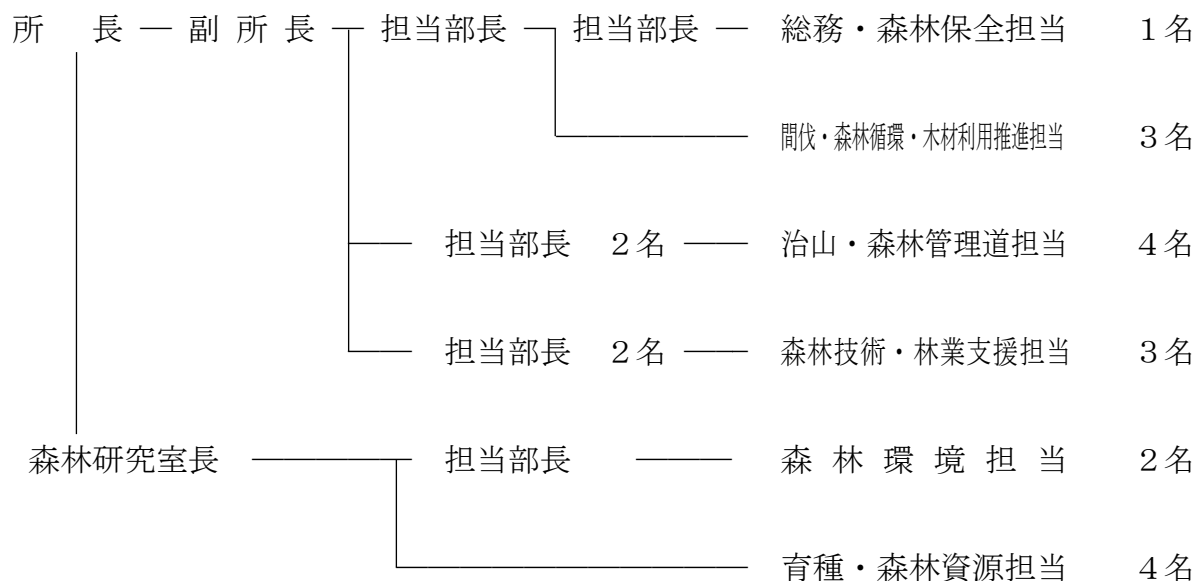 所　長 ― 副 所 長 ― 担当部長 ― 担当部長 ― 総務・森林保全担当　１名
間伐・森林循環・木材利用推進担当　３名
担当部長　２名 ― 治山・森林管理道担当　４名
担当部長　２名 ― 森林技術・林業支援担当　３名
森林研究室長 ― 担当部長 ― 森 林 環 境 担 当　２名
育種・森林資源担当　４名